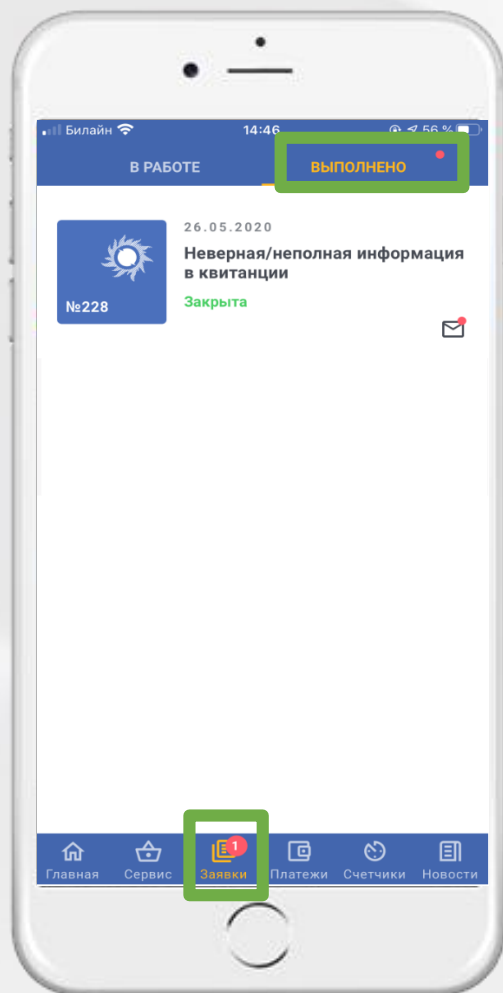 Билайн 14:46 56 %
В РАБОТЕ ВЫПОЛНЕНО
26.05.2020
Неверная/неполная информация
в квитанции
№228
Закрыта
1
Главная Сервис Заявки Платежи Счетчики Новости